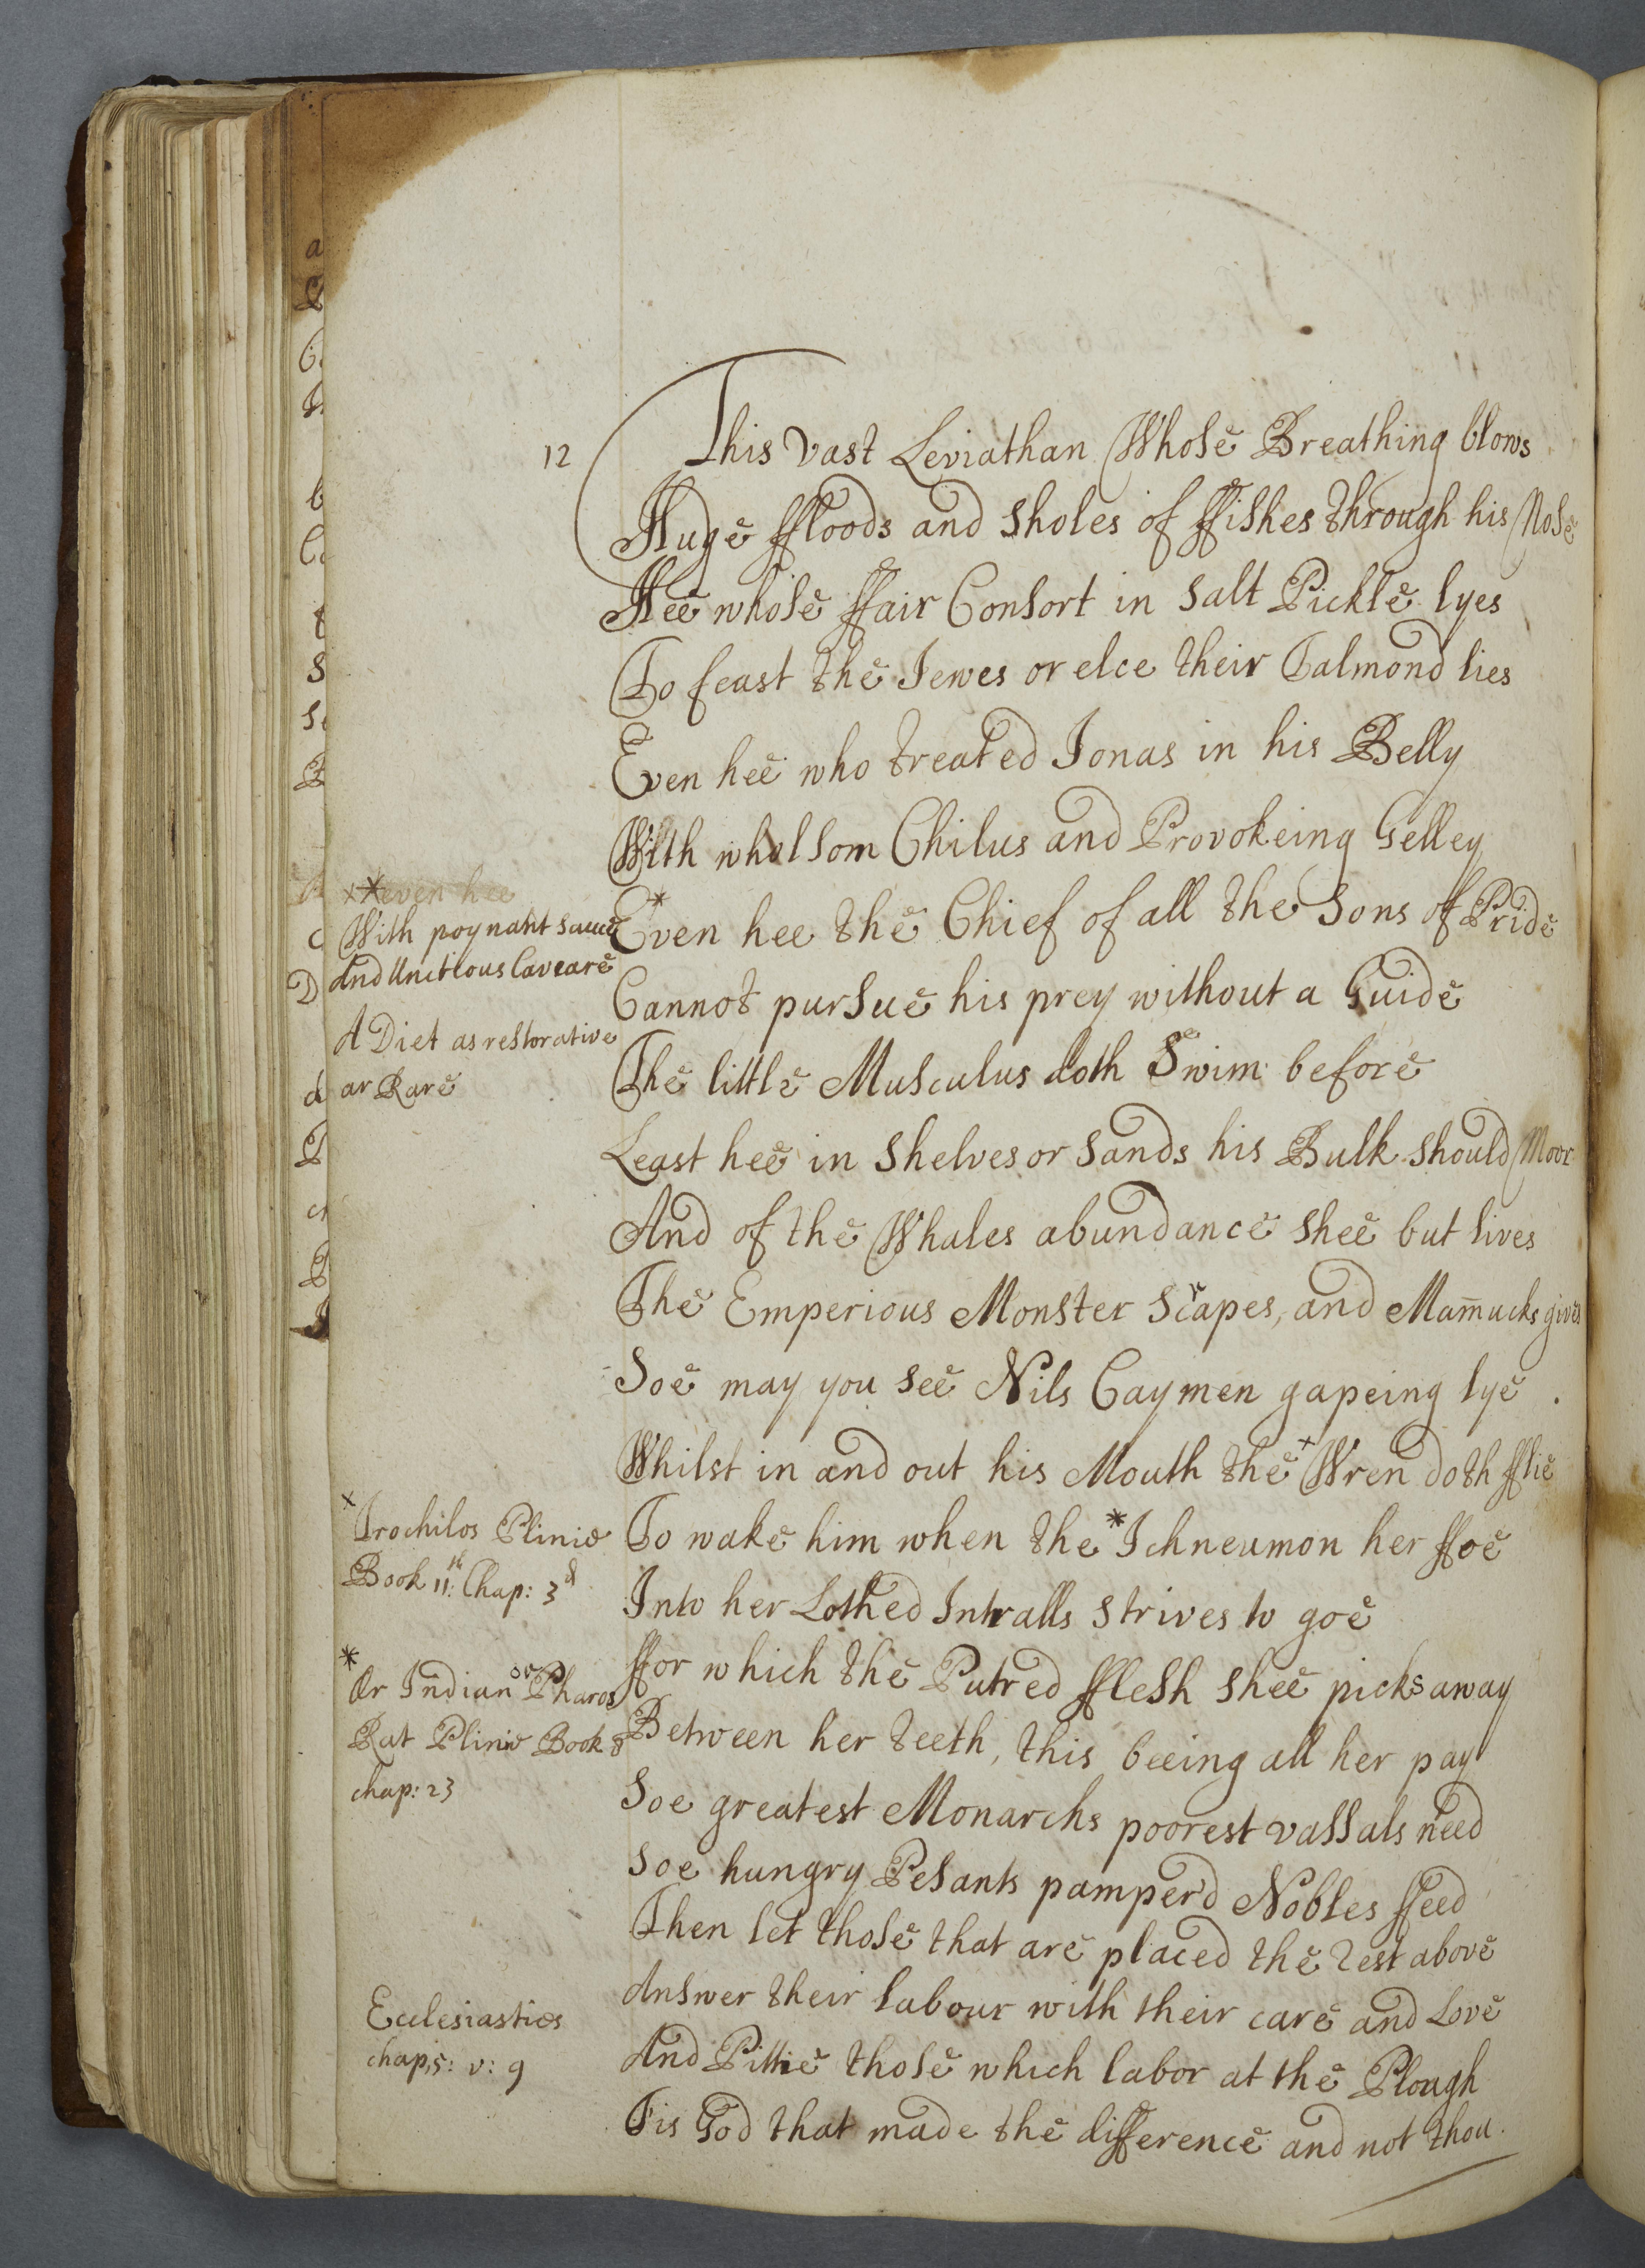 12
This vast Leviathan Whose Breathing blows
Huge ffloods and sholes of ffishes through his Nose
Hee whose ffair Consort in salt Pickle lyes
To feast the Jewes or elce their Talmond lies
Even hee who treated Jonas in his Belly
With wholsom Chilus and Provokeing Gelley
*Even hee the Chief of all the Sons of Pride
Cannot pursue his prey without a Guide
The little Musculus doth Swim before
Least hee in shelves or Sands his Bulk should Moor
And of the Whales abundance shee but lives
The Emperious Monster Scrapes, and Mam̄ucks gives
Soe may you see Nils Caymen gapeing lye
Whilst in and out his Mouth the +Wren doth fflie
To wake him when the *Ichneumon her ffoe
Into her Lothed Intralls strives to goe
ffor which the Putred fflesh shee picks away
Between her teeth, this beeing all her pay
Soe greatest Monarchs poorest vassals need
Soe hungry Pesants pamper'd Nobles ffeed
Then let those that are placed the rest above
Answer their labour with their care and Love
And Pittie those which labor at the Plough
Tis God that made the difference and not thou.
x*even hee
With poynant sauce
And Unctious Caveare
A Diet as restorative
as Rare
x
Trochilos Plinie
Book 11th: Chap: 3d
*
Or Indian or Pharos
Rat Plinie Book 8
chap: 23
Ecclesiastics
chap,5: v: 9